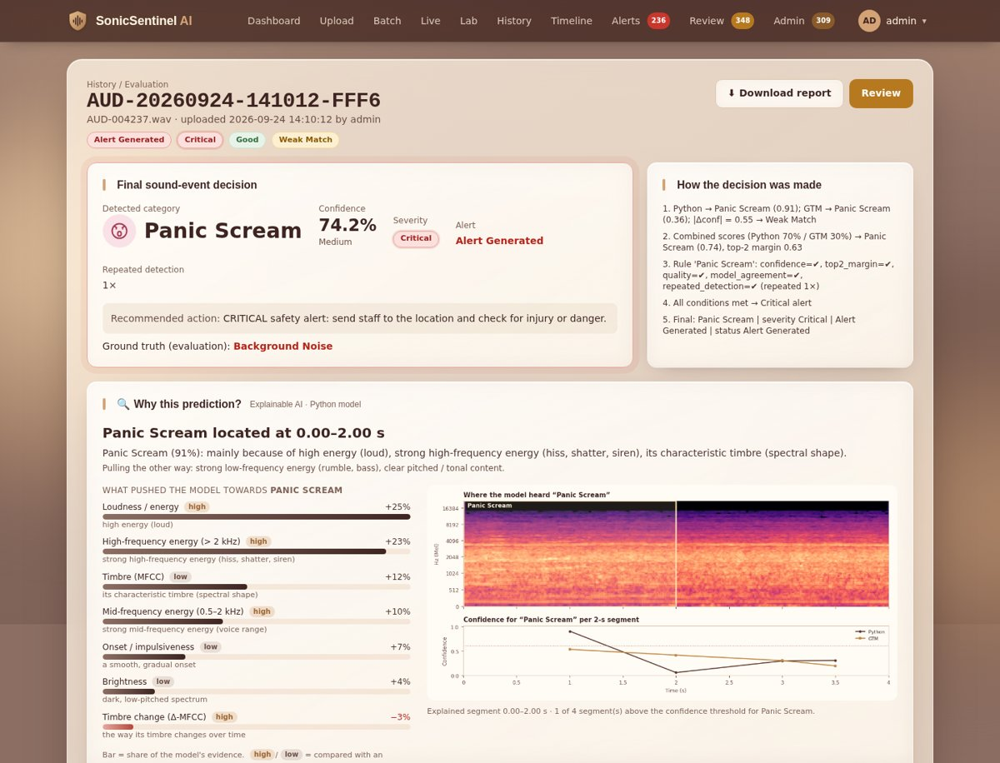 SonicSentinel AI
Dashboard
Upload
Batch
Live
Lab
History
Timeline
Alerts 236
Review 348
Admin 309
AD admin ▾
History / Evaluation
AUD-20260924-141012-FFF6
AUD-004237.wav · uploaded 2026-09-24 14:10:12 by admin
Alert Generated
Critical
Good
Weak Match
⬇ Download report
Review
Final sound-event decision
Detected category
Panic Scream
Confidence
74.2%
Medium
Severity
Critical
Alert
Alert Generated
Repeated detection
1×
Recommended action: CRITICAL safety alert: send staff to the location and check for injury or danger.
Ground truth (evaluation): Background Noise
How the decision was made
1. Python → Panic Scream (0.91); GTM → Panic Scream
(0.36); |Δconf| = 0.55 → Weak Match
2. Combined scores (Python 70% / GTM 30%) → Panic
Scream (0.74), top-2 margin 0.63
3. Rule 'Panic Scream': confidence=✔, top2_margin=✔,
quality=✔, model_agreement=✔,
repeated_detection=✔ (repeated 1×)
4. All conditions met → Critical alert
5. Final: Panic Scream | severity Critical | Alert
Generated | status Alert Generated
🔍 Why this prediction? Explainable AI · Python model
Panic Scream located at 0.00–2.00 s
Panic Scream (91%): mainly because of high energy (loud), strong high-frequency energy (hiss, shatter, siren), its characteristic timbre (spectral shape).
Pulling the other way: strong low-frequency energy (rumble, bass), clear pitched / tonal content.
WHAT PUSHED THE MODEL TOWARDS PANIC SCREAM
Loudness / energy high +25%
high energy (loud)
High-frequency energy (> 2 kHz) high +23%
strong high-frequency energy (hiss, shatter, siren)
Timbre (MFCC) low +12%
its characteristic timbre (spectral shape)
Mid-frequency energy (0.5–2 kHz) high +10%
strong mid-frequency energy (voice range)
Onset / impulsiveness low +7%
a smooth, gradual onset
Brightness low +4%
dark, low-pitched spectrum
Timbre change (Δ-MFCC) high −3%
the way its timbre changes over time
Bar = share of the model's evidence. high / low = compared with an
Where the model heard “Panic Scream”
Panic Scream
Hz (Mel)
16384
8192
4096
2048
1024
512
0
Confidence for “Panic Scream” per 2-s segment
Confidence
1.0
0.5
0.0
Python
GTM
0 0.5 1 1.5 2 2.5 3 3.5 4
Time (s)
Explained segment 0.00–2.00 s · 1 of 4 segment(s) above the confidence threshold for Panic Scream.